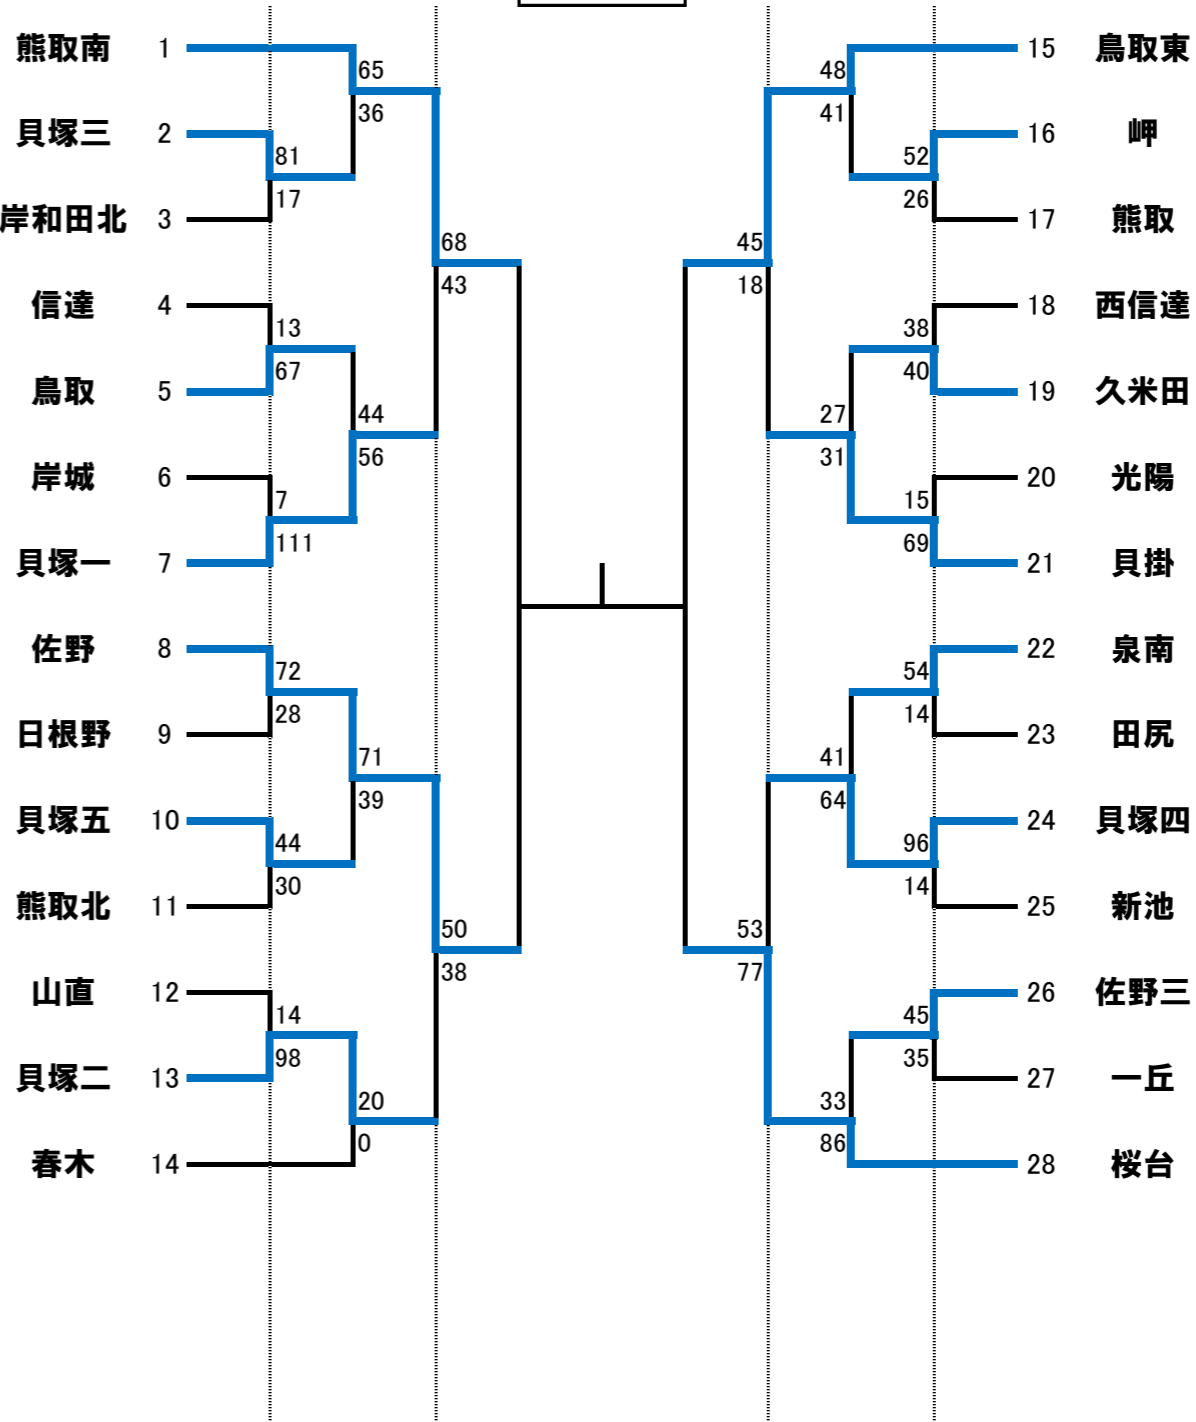 熊取南 1
65
36
貝塚三 2
81
17
岸和田北 3
68
43
信達 4
13
67
鳥取 5
44
56
岸城 6
7
111
貝塚一 7
佐野 8
72
28
日根野 9
71
39
貝塚五 10
44
30
熊取北 11
50
38
山直 12
14
98
貝塚二 13
20
0
春木 14
15 鳥取東
48
41
16 岬
52
26
17 熊取
45
18
18 西信達
38
40
19 久米田
27
31
20 光陽
15
69
21 貝掛
22 泉南
54
14
23 田尻
41
64
24 貝塚四
96
14
25 新池
53
77
26 佐野三
45
35
27 一丘
33
86
28 桜台